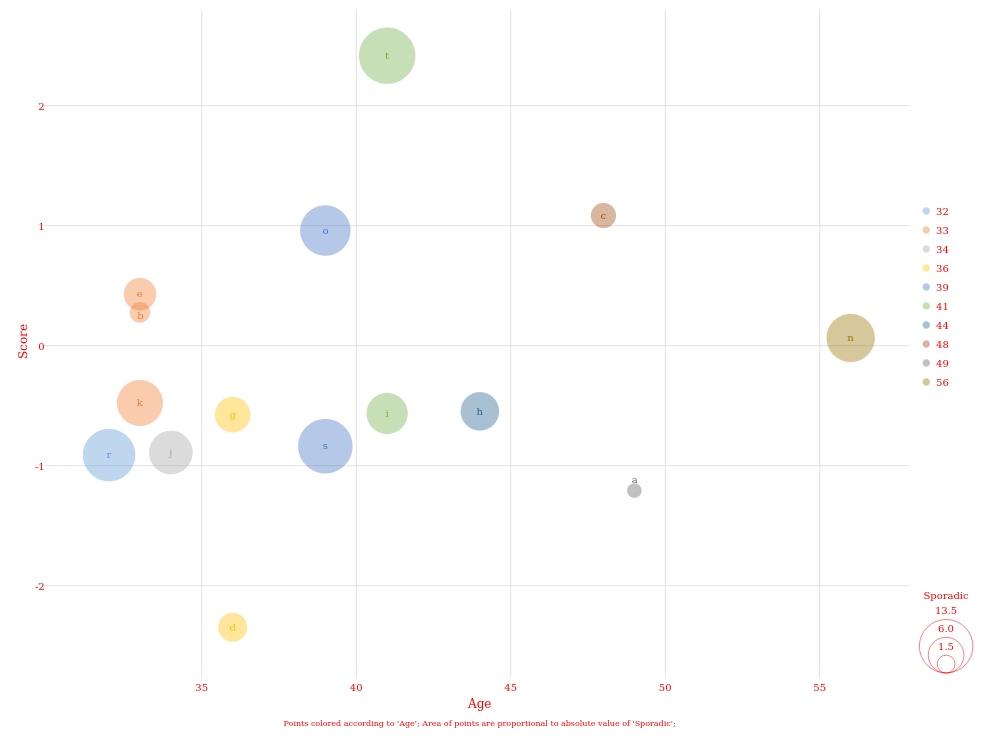 t
2
c
32
1
o
33
34
36
e
39
b
41
44
n
0
48
Score
49
56
k
g
i
h
r
j
s
-1
a
-2
Sporadic
13.5
d
6.0
1.5
35
40
45
50
55
Age
Points colored according to 'Age'; Area of points are proportional to absolute value of 'Sporadic';